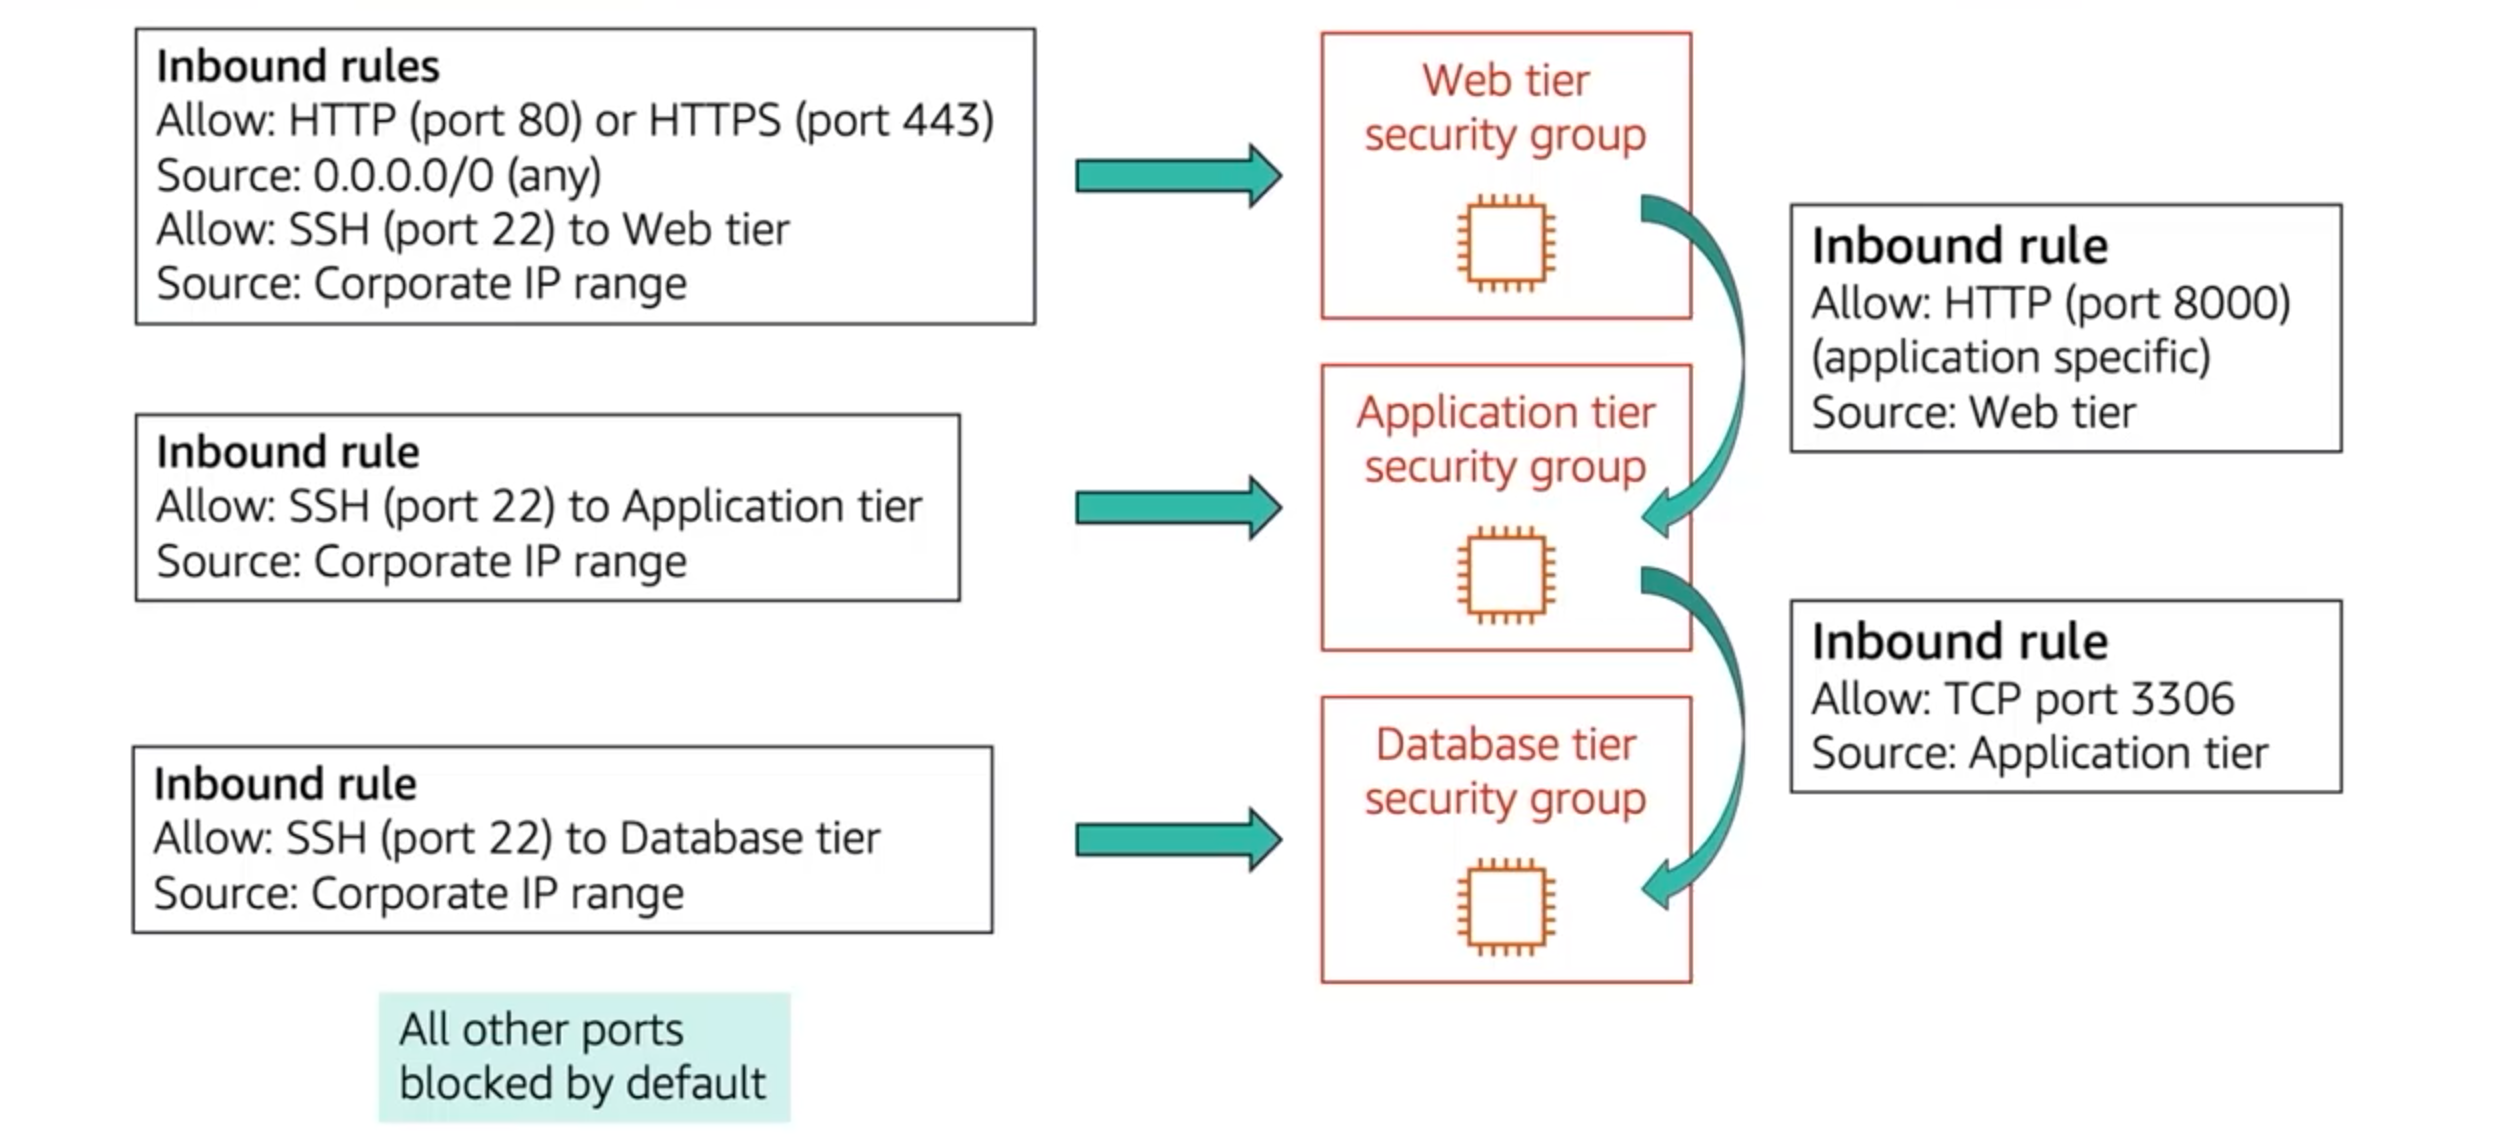 Inbound rules
Allow: HTTP (port 80) or HTTPS (port 443)
Source: 0.0.0.0/0 (any)
Allow: SSH (port 22) to Web tier
Source: Corporate IP range
Web tier
security group
Inbound rule
Allow: HTTP (port 8000)
(application specific)
Source: Web tier
Inbound rule
Allow: SSH (port 22) to Application tier
Source: Corporate IP range
Application tier
security group
Inbound rule
Allow: TCP port 3306
Source: Application tier
Inbound rule
Allow: SSH (port 22) to Database tier
Source: Corporate IP range
Database tier
security group
All other ports
blocked by default